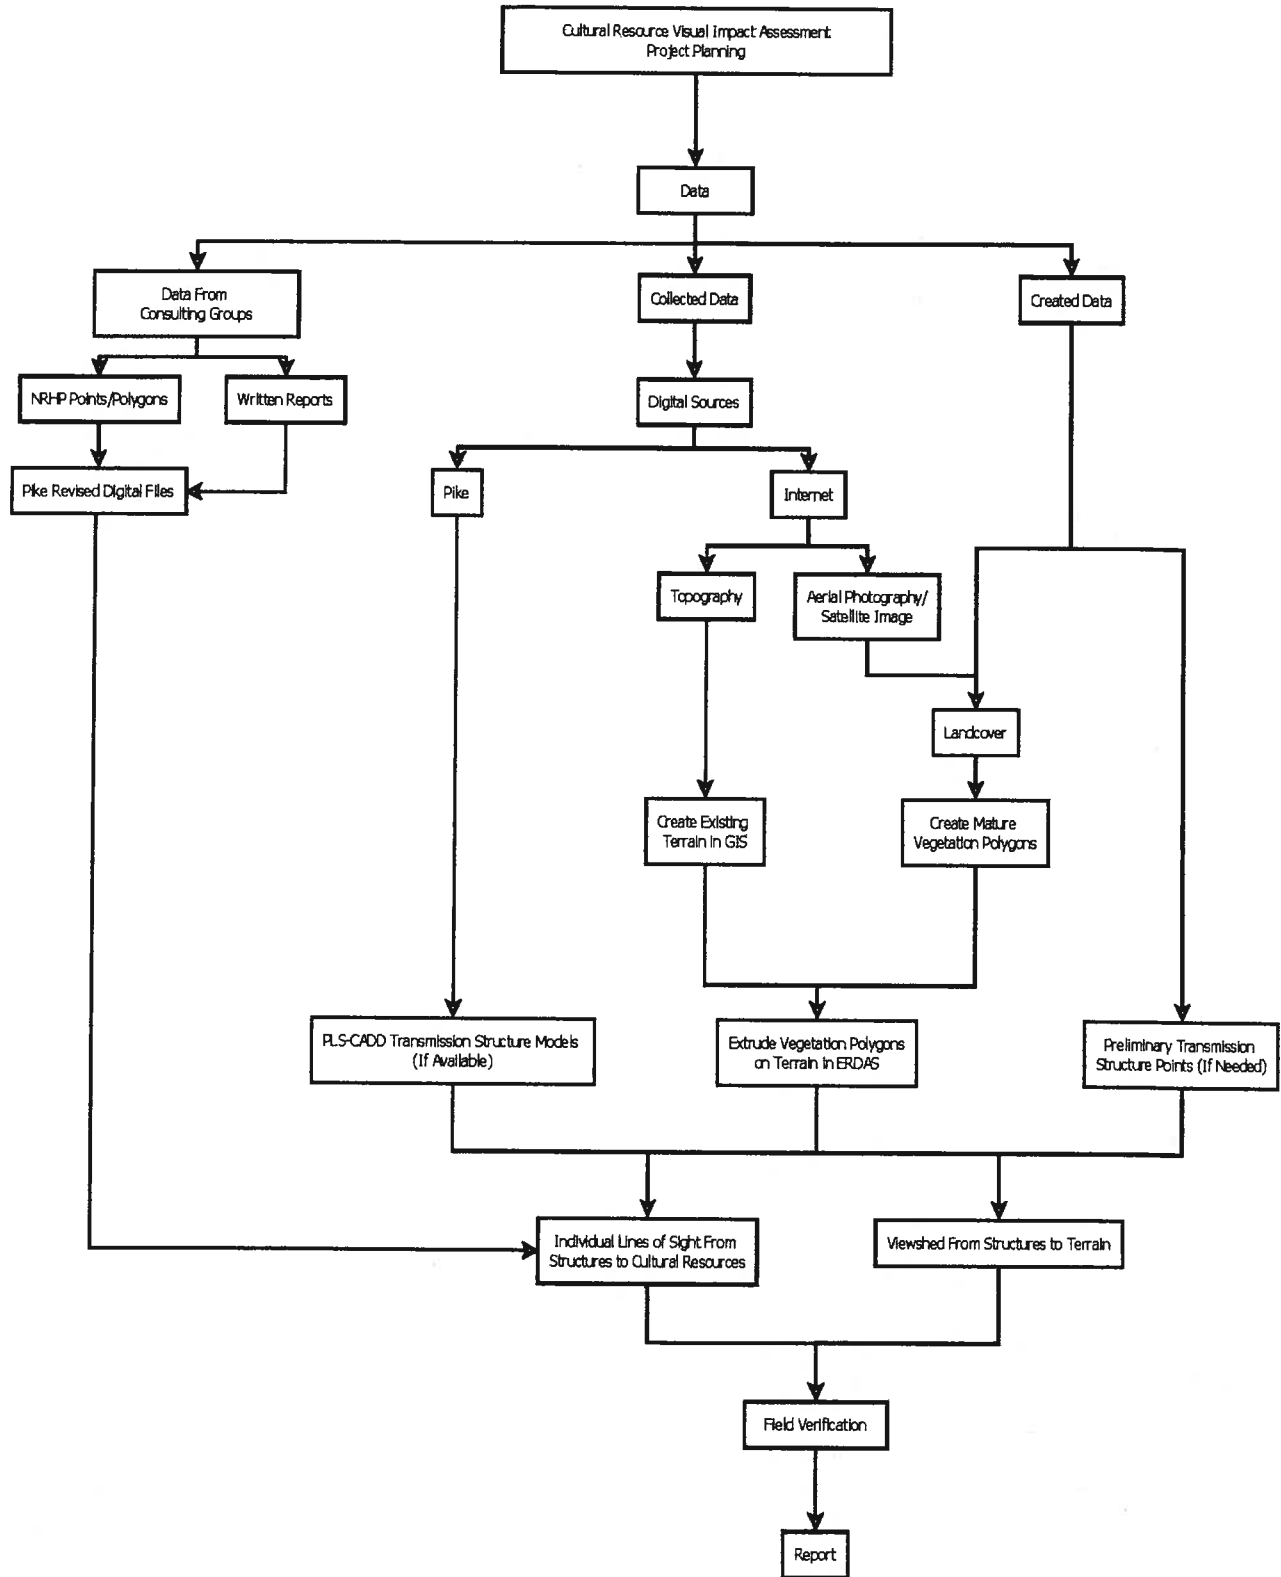 Cultural Resource Visual Impact Assessment
Project Planning
Data
Data From
Consulting Groups
Collected Data
Created Data
NRHP Points/Polygons
Written Reports
Digital Sources
Pike Revised Digital Files
Pike
Internet
Topography
Aerial Photography/
Satellite Image
Landcover
Create Existing
Terrain in GIS
Create Mature
Vegetation Polygons
PLS-CADD Transmission Structure Models
(If Available)
Extrude Vegetation Polygons
on Terrain in ERDAS
Preliminary Transmission
Structure Points (If Needed)
Individual Lines of Sight From
Structures to Cultural Resources
Viewshed From Structures to Terrain
Field Verification
Report